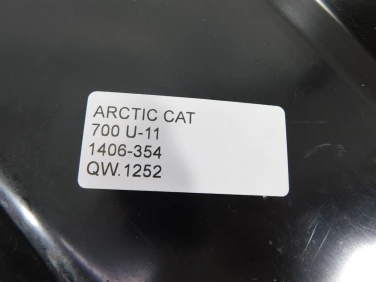 ARCTIC CAT
700 U-11
1406-354
QW.1252